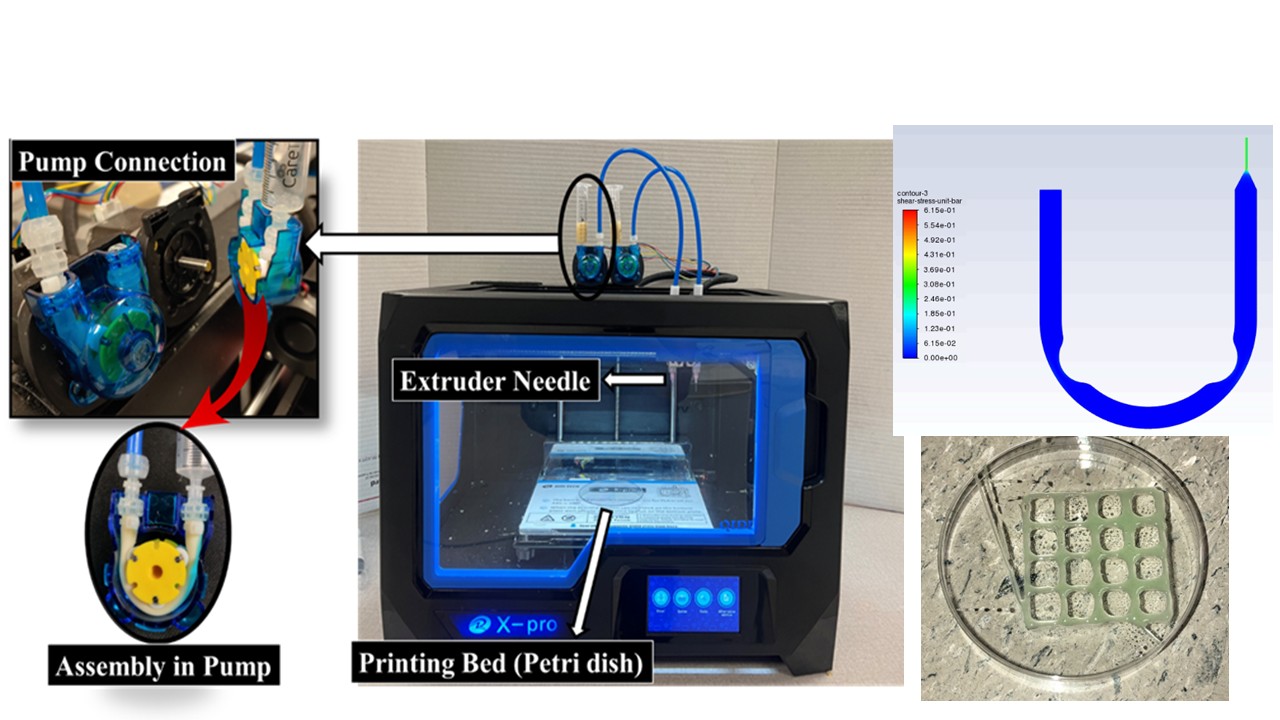 Pump Connection
Care
Extruder Needle
X-pro
Printing Bed (Petri dish)
Assembly in Pump
contour-3
shear-stress-unit-bar
6.15e-01
5.54e-01
4.92e-01
4.31e-01
3.69e-01
3.08e-01
2.46e-01
1.85e-01
1.23e-01
6.15e-02
0.00e+00